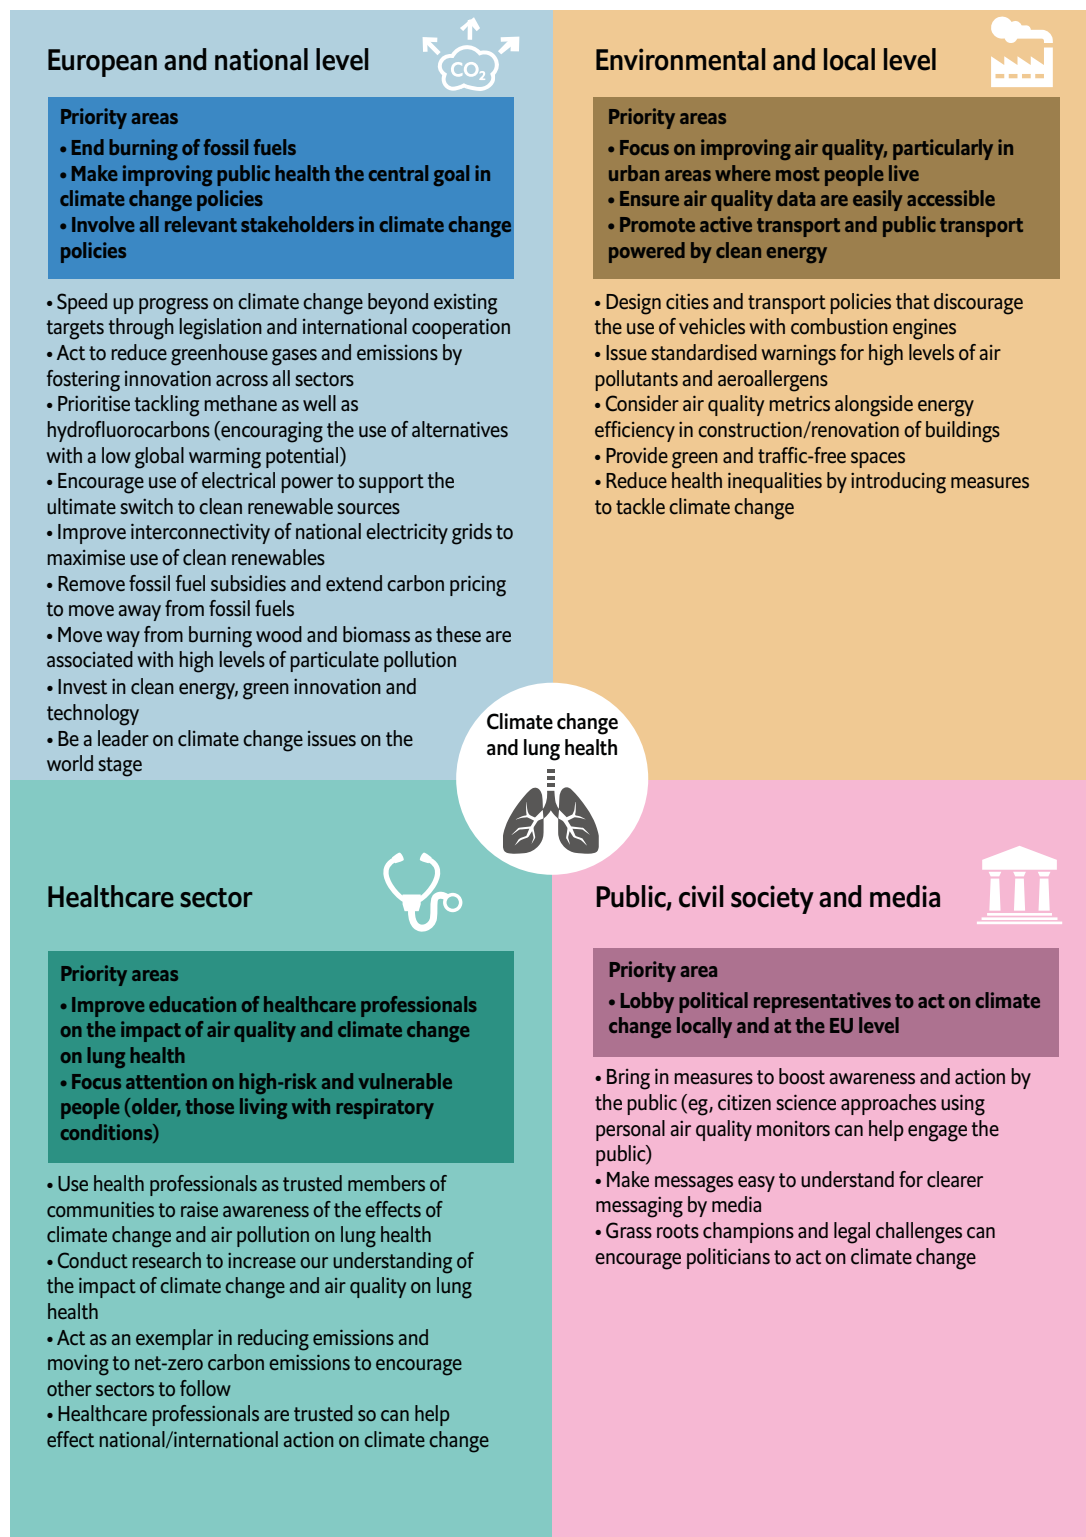 European and national level
CO2
Priority areas
• End burning of fossil fuels
• Make improving public health the central goal in
climate change policies
• Involve all relevant stakeholders in climate change
policies
• Speed up progress on climate change beyond existing
targets through legislation and international cooperation
• Act to reduce greenhouse gases and emissions by
fostering innovation across all sectors
• Prioritise tackling methane as well as
hydrofluorocarbons (encouraging the use of alternatives
with a low global warming potential)
• Encourage use of electrical power to support the
ultimate switch to clean renewable sources
• Improve interconnectivity of national electricity grids to
maximise use of clean renewables
• Remove fossil fuel subsidies and extend carbon pricing
to move away from fossil fuels
• Move way from burning wood and biomass as these are
associated with high levels of particulate pollution
• Invest in clean energy, green innovation and
technology
• Be a leader on climate change issues on the
world stage
Environmental and local level
Priority areas
• Focus on improving air quality, particularly in
urban areas where most people live
• Ensure air quality data are easily accessible
• Promote active transport and public transport
powered by clean energy
• Design cities and transport policies that discourage
the use of vehicles with combustion engines
• Issue standardised warnings for high levels of air
pollutants and aeroallergens
• Consider air quality metrics alongside energy
efficiency in construction/renovation of buildings
• Provide green and traffic-free spaces
• Reduce health inequalities by introducing measures
to tackle climate change
Climate change
and lung health
Healthcare sector
Priority areas
• Improve education of healthcare professionals
on the impact of air quality and climate change
on lung health
• Focus attention on high-risk and vulnerable
people (older, those living with respiratory
conditions)
• Use health professionals as trusted members of
communities to raise awareness of the effects of
climate change and air pollution on lung health
• Conduct research to increase our understanding of
the impact of climate change and air quality on lung
health
• Act as an exemplar in reducing emissions and
moving to net-zero carbon emissions to encourage
other sectors to follow
• Healthcare professionals are trusted so can help
effect national/international action on climate change
Public, civil society and media
Priority area
• Lobby political representatives to act on climate
change locally and at the EU level
• Bring in measures to boost awareness and action by
the public (eg, citizen science approaches using
personal air quality monitors can help engage the
public)
• Make messages easy to understand for clearer
messaging by media
• Grass roots champions and legal challenges can
encourage politicians to act on climate change